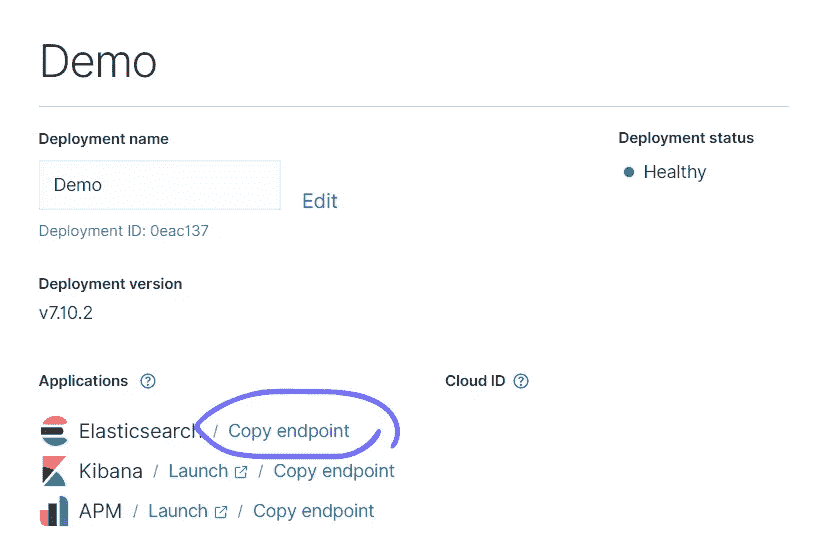 Demo
Deployment name
Deployment status
Demo
Edit
Healthy
Deployment ID: 0eac137
Deployment version
v7.10.2
Applications ?
Cloud ID ?
Elasticsearch / Copy endpoint
Kibana / Launch / Copy endpoint
APM / Launch / Copy endpoint